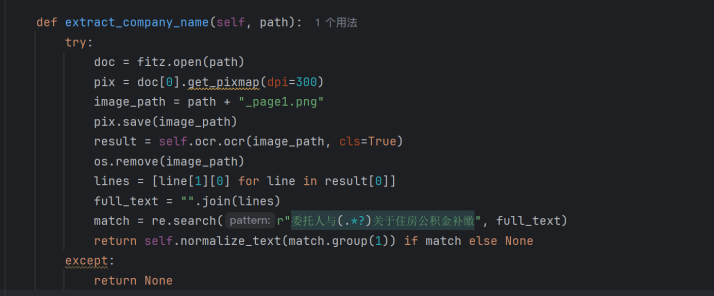 def extract_company_name(self, path): 1 个用法
try:
doc = fitz.open(path)
pix = doc[0].get_pixmap(dpi=300)
image_path = path + "_page1.png"
pix.save(image_path)
result = self.ocr.ocr(image_path, cls=True)
os.remove(image_path)
lines = [line[1][0] for line in result[0]]
full_text = "".join(lines)
match = re.search( pattern: r"委托人与(.*?)关于住房公积金补缴", full_text)
return self.normalize_text(match.group(1)) if match else None
except:
return None